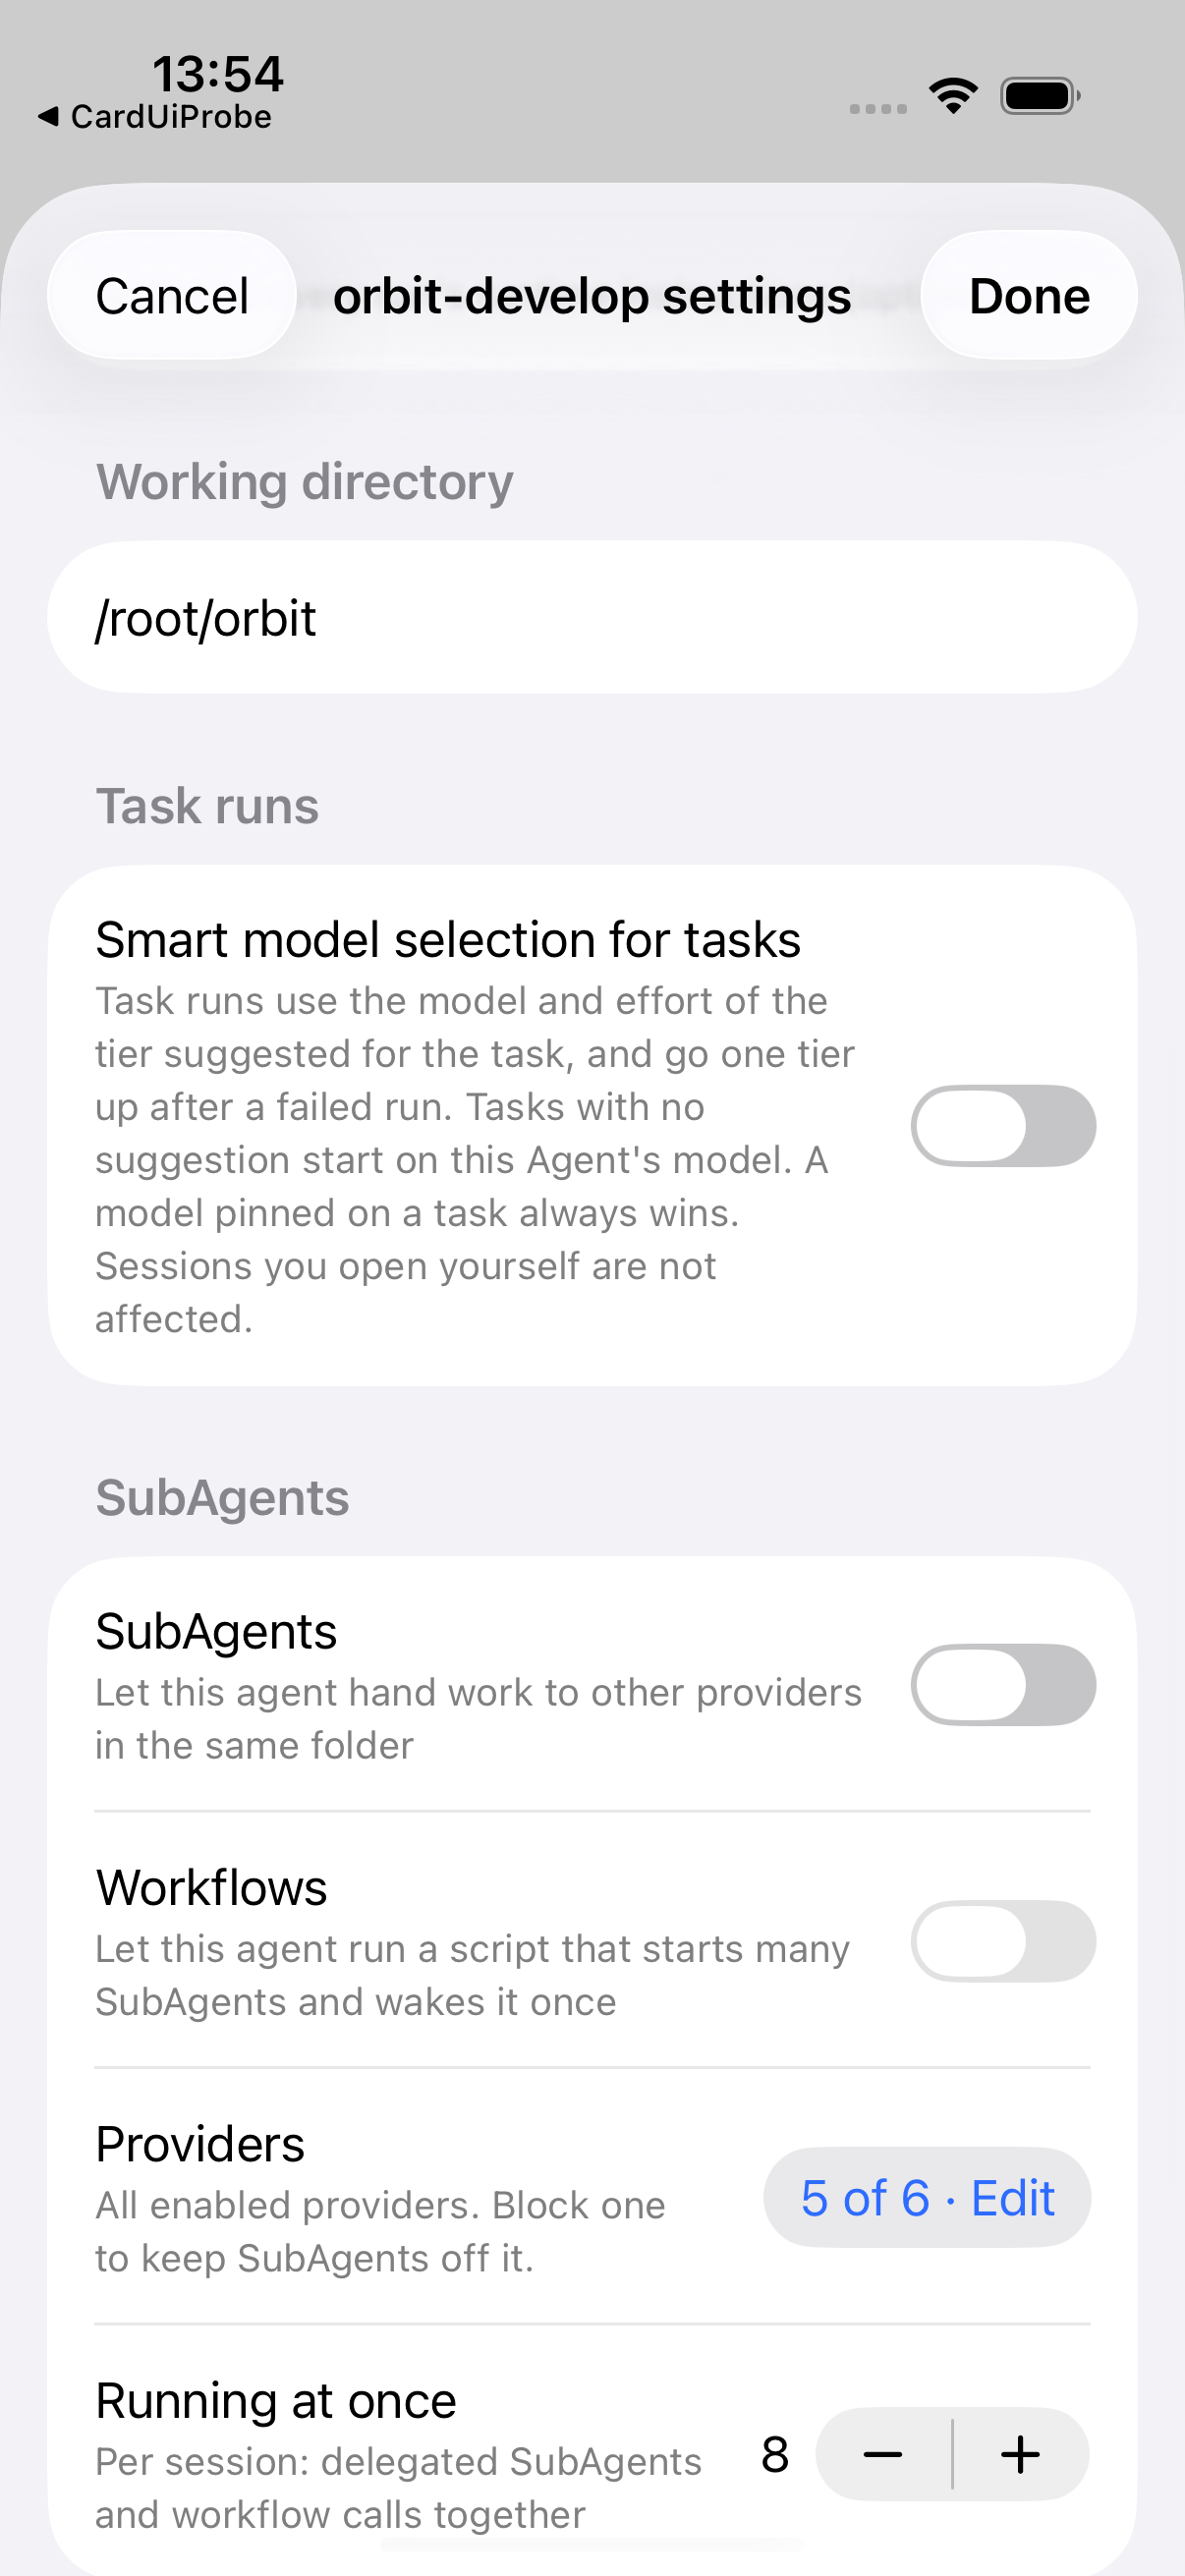 13:54
◀ CardUiProbe
Cancel
orbit-develop settings
Done
Working directory
/root/orbit
Task runs
Smart model selection for tasks
Task runs use the model and effort of the
tier suggested for the task, and go one tier
up after a failed run. Tasks with no
suggestion start on this Agent's model. A
model pinned on a task always wins.
Sessions you open yourself are not
affected.
SubAgents
SubAgents
Let this agent hand work to other providers
in the same folder
Workflows
Let this agent run a script that starts many
SubAgents and wakes it once
Providers
All enabled providers. Block one
to keep SubAgents off it.
5 of 6 · Edit
Running at once
Per session: delegated SubAgents
and workflow calls together
8